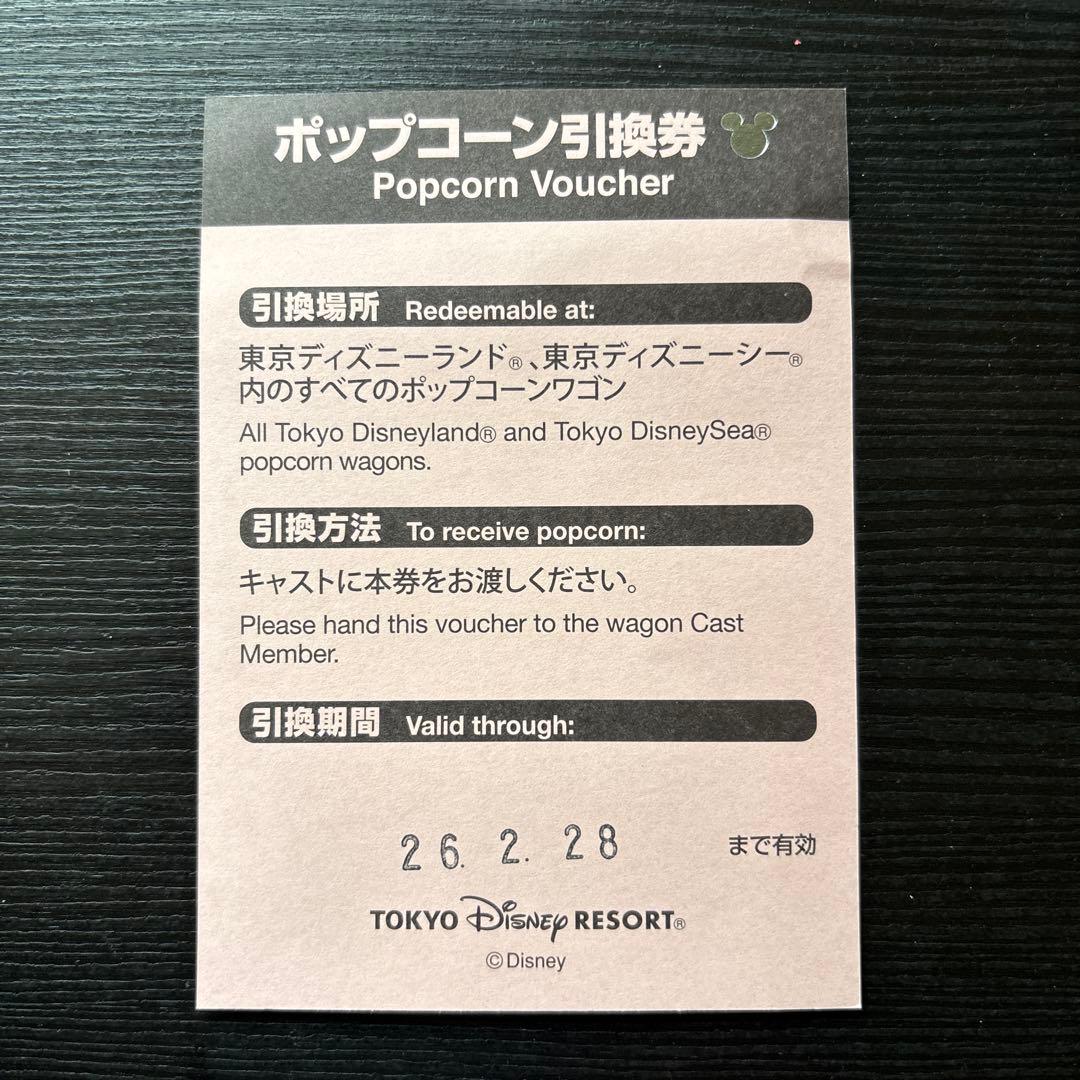 ポップコーン引換券
Popcorn Voucher
引換場所 Redeemable at:
東京ディズニーランド®、東京ディズニーシー®
内のすべてのポップコーンワゴン
All Tokyo Disneyland® and Tokyo DisneySea®
popcorn wagons.
引換方法 To receive popcorn:
キャストに本券をお渡しください。
Please hand this voucher to the wagon Cast
Member.
引換期間 Valid through:
26. 2. 28 まで有効
TOKYO Disney RESORT®
©Disney